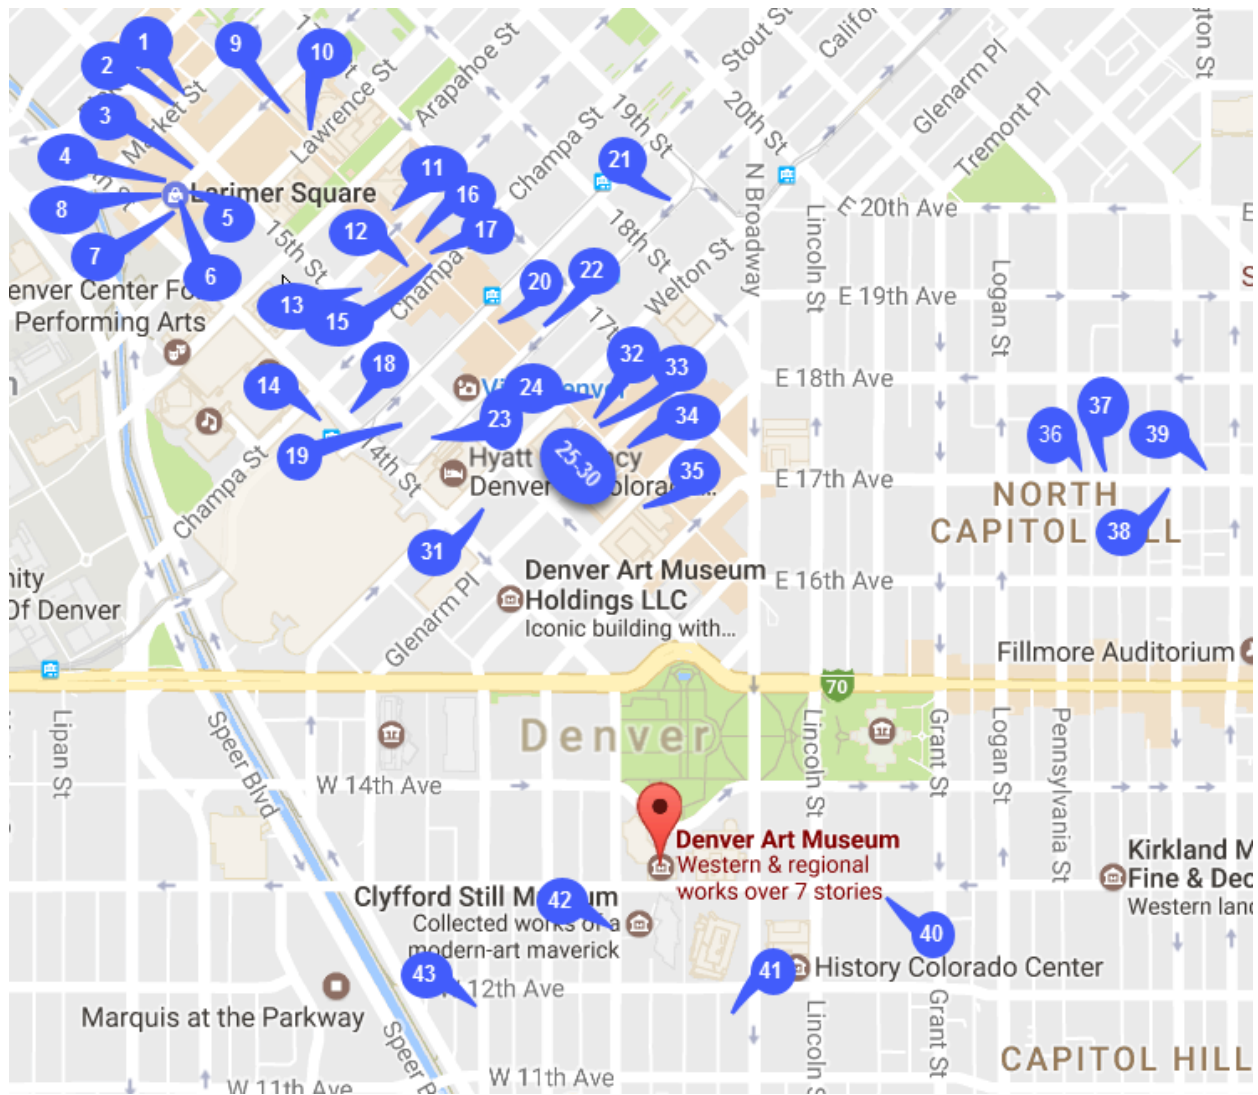 1
2
9
10
Lawrence St
Arapahoe St
Stout St
Glenarm Pl
Tremont Pl
20th St
19th St
Champa St
3
Market St
4
8
Larimer Square
5
7
6
15th St
11
16
12
17
13
15
Champa
21
18th St
Welton St
N Broadway
Lincoln St
E 20th Ave
E 19th Ave
Logan St
20
22
enver Center Fo
Performing Arts
14
18
19
14th St
Champa St
24
32
33
23
34
25-30
35
Hyatt
ncy
Denver
31
E 18th Ave
E 17th Ave
E 16th Ave
36
37
39
38
NORTH
CAPITOL
Glenarm Pl
Denver Art Museum
Holdings LLC
Iconic building with...
nity
Of Denver
Fillmore Auditorium
70
Lipan St
Speer Blvd
Denver
Lincoln St
Grant St
Logan St
Pennsylvania St
W 14th Ave
Denver Art Museum
Western & regional
works over 7 stories
Kirkland M
Fine & Dec
Western land
Clyfford Still M
um
42
Collected works of a
modern-art maverick
40
43
12th Ave
41
History Colorado Center
Marquis at the Parkway
Speer B
Lincoln S
Grant St
W 11th Ave
W 11th Ave
CAPITOL HILL